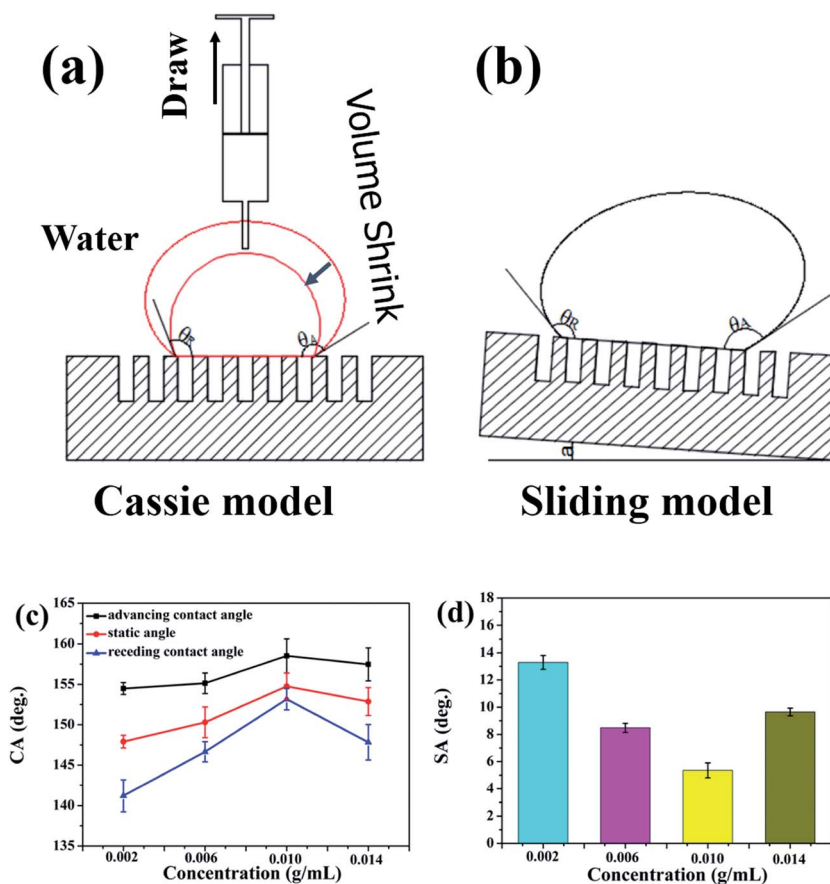 (a)
Draw
Water
Volume Shrink
θR
θA
Cassie model
(b)
θR
θA
a
Sliding model
(c)
165
160
155
150
145
140
135
CA (deg.)
advancing contact angle
static angle
receding contact angle
0.002 0.006 0.010 0.014
Concentration (g/mL)
(d)
18
16
14
12
10
8
6
4
2
0
SA (deg.)
0.002 0.006 0.010 0.014
Concentration (g/mL)